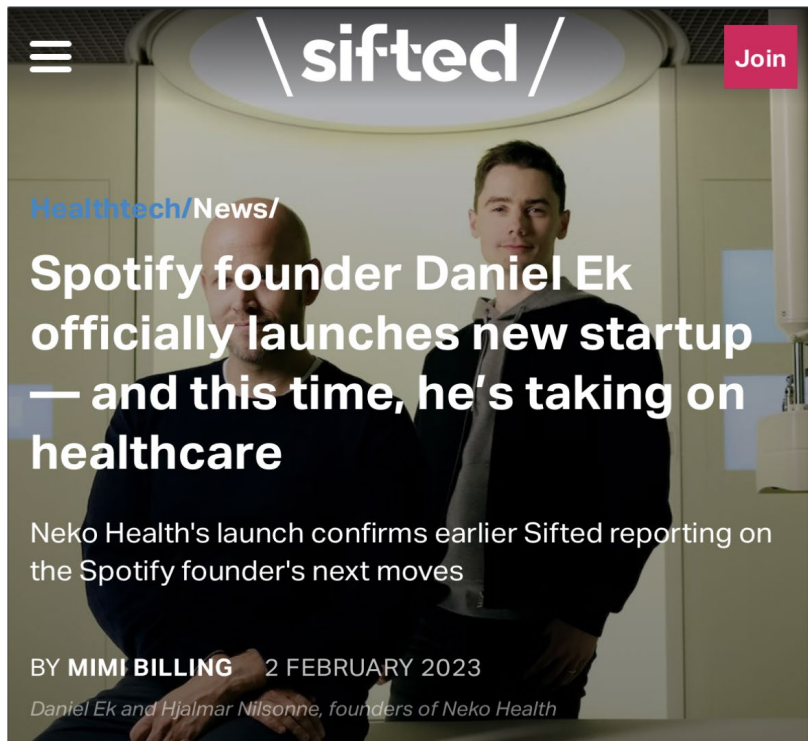 \sifted/
Join
Healthtech/News/
Spotify founder Daniel Ek
officially launches new startup
— and this time, he’s taking on
healthcare
Neko Health's launch confirms earlier Sifted reporting on
the Spotify founder's next moves
BY MIMI BILLING 2 FEBRUARY 2023
Daniel Ek and Hjalmar Nilsonne, founders of Neko Health